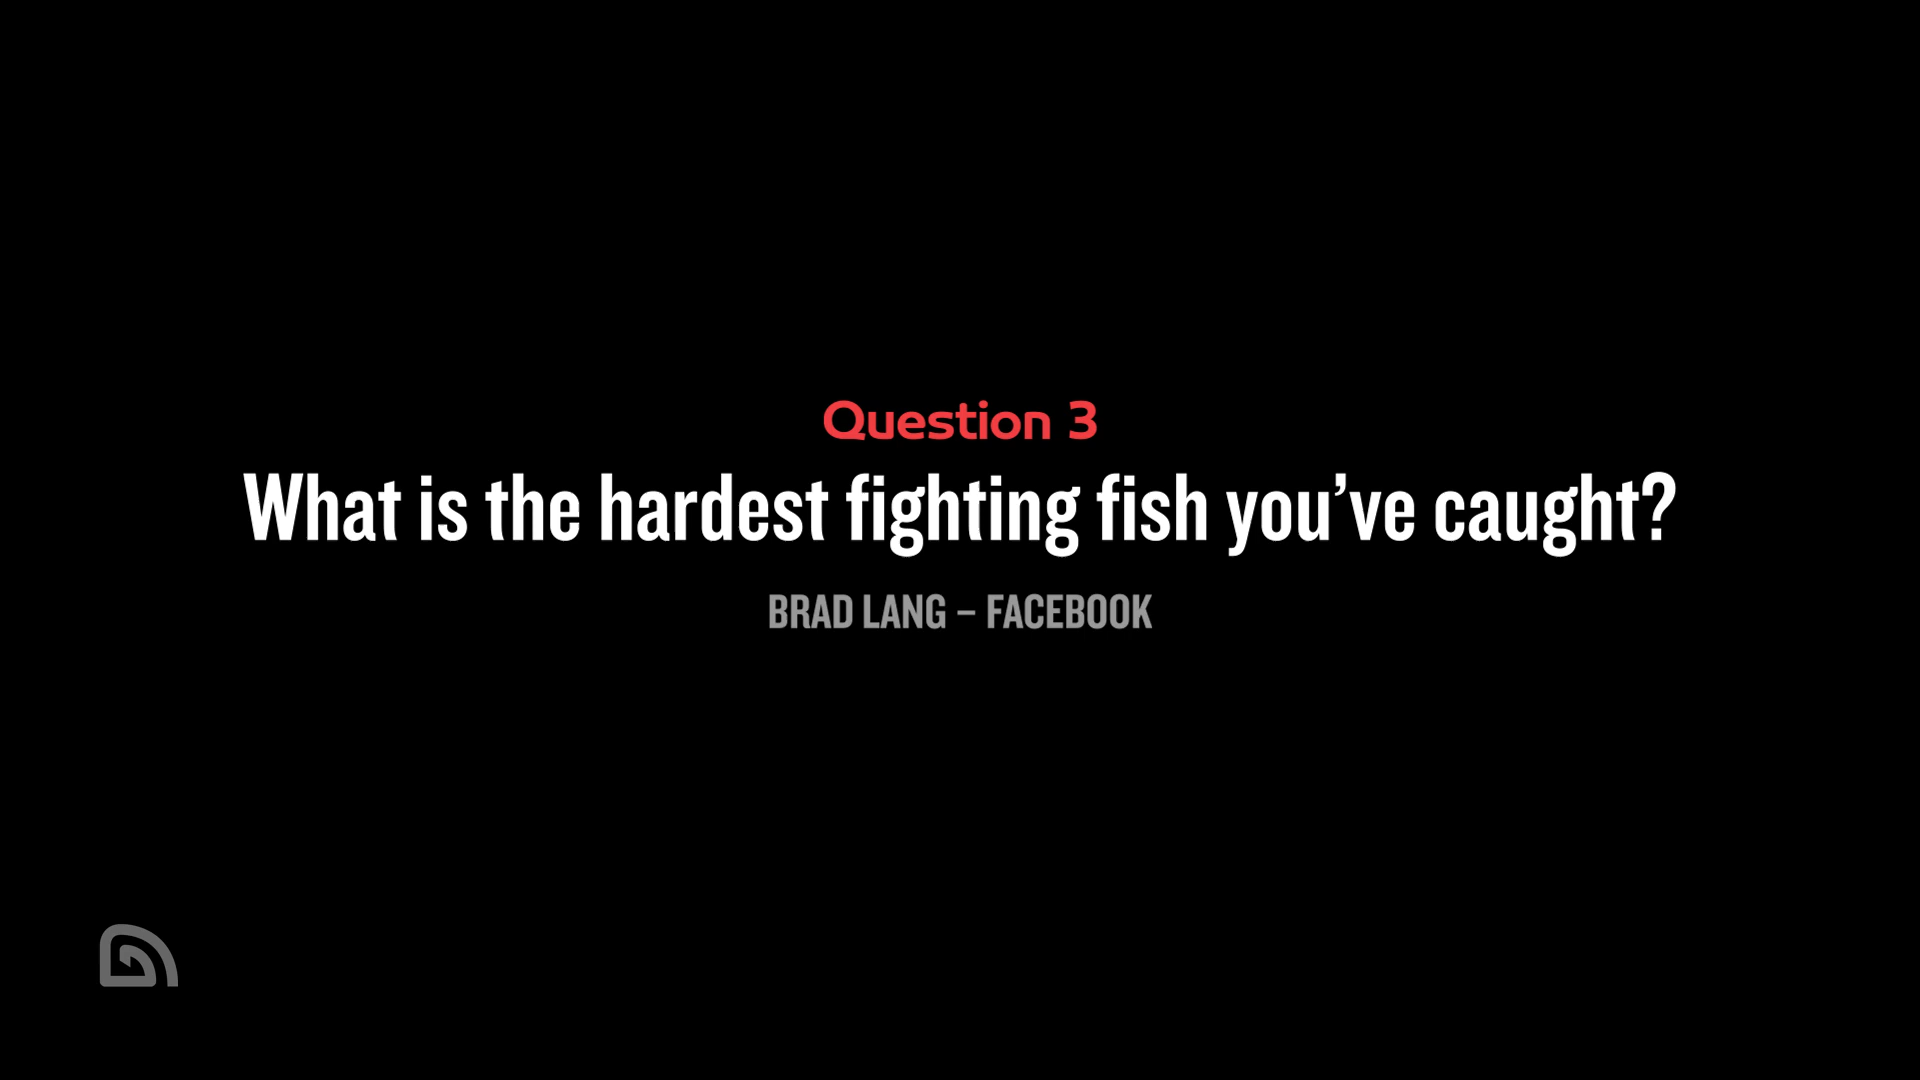 Question 3
What is the hardest fighting fish you’ve caught?
BRAD LANG – FACEBOOK